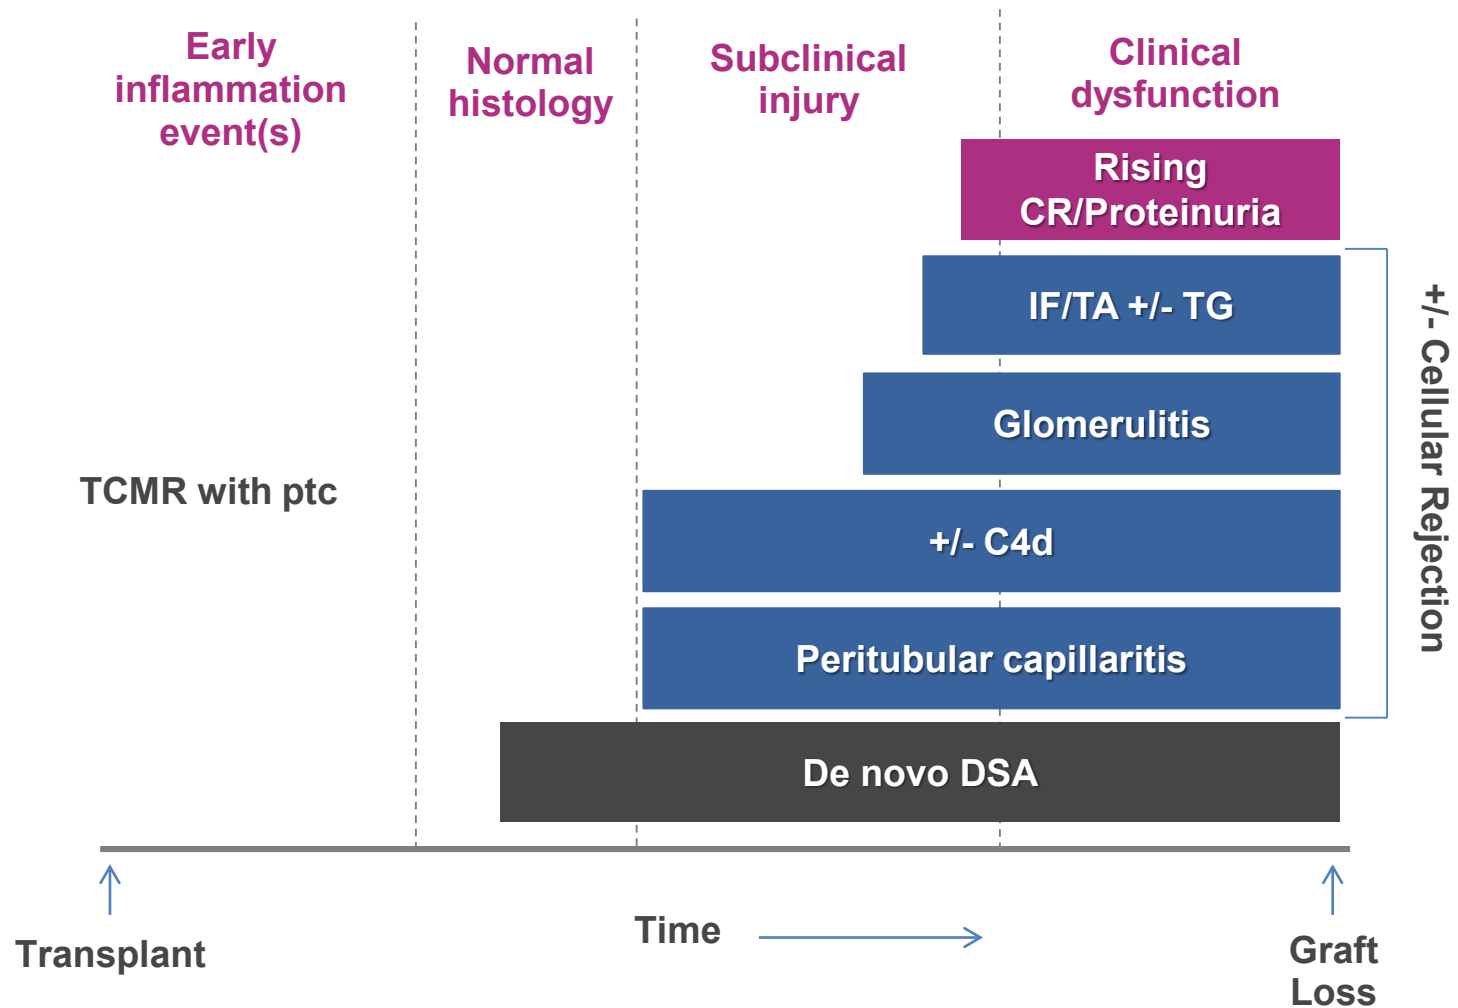 Early
inflammation
event(s)
Normal
histology
Subclinical
injury
Clinical
dysfunction
Rising
CR/Proteinuria
IF/TA +/- TG
Glomerulitis
TCMR with ptc
+/- C4d
Peritubular capillaritis
De novo DSA
+/- Cellular Rejection
Transplant
Time
Graft
Loss